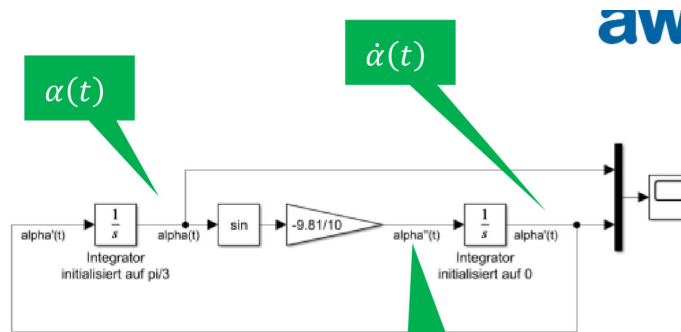 aw
α(t)
α̇(t)
alpha'(t)
1
s
alpha(t)
sin
-9.81/10
alpha''(t)
1
s
alpha'(t)
Integrator
initialisiert auf pi/3
Integrator
initialisiert auf 0